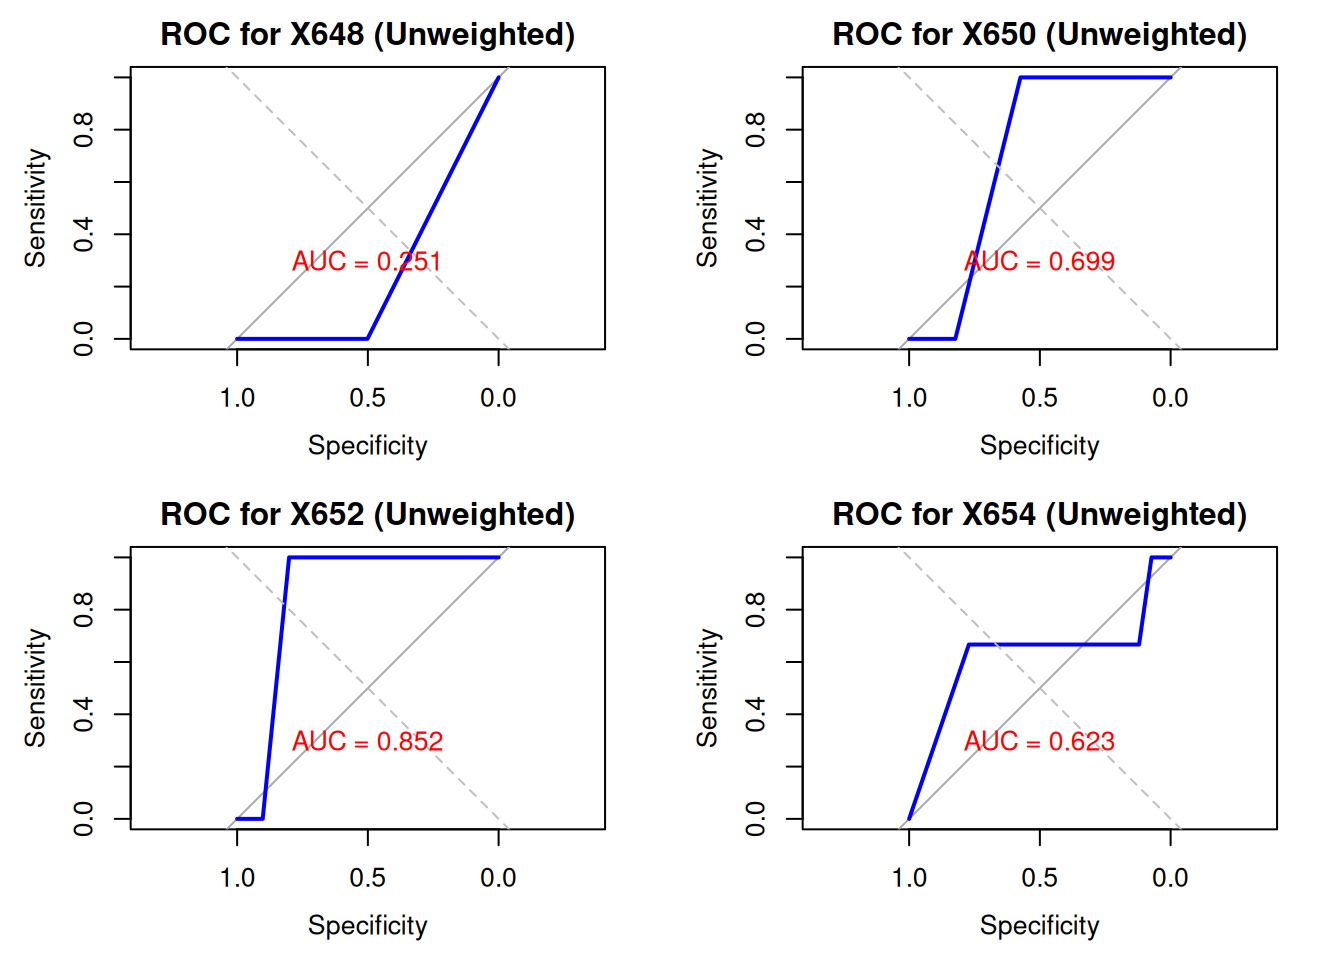 ROC for X648 (Unweighted)
Sensitivity
0.0 0.4 0.8
AUC = 0.251
1.0 0.5 0.0
Specificity
ROC for X650 (Unweighted)
Sensitivity
0.0 0.4 0.8
AUC = 0.699
1.0 0.5 0.0
Specificity
ROC for X652 (Unweighted)
Sensitivity
0.0 0.4 0.8
AUC = 0.852
1.0 0.5 0.0
Specificity
ROC for X654 (Unweighted)
Sensitivity
0.0 0.4 0.8
AUC = 0.623
1.0 0.5 0.0
Specificity